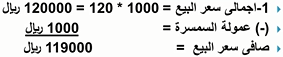 1-اجمالى سعر البيع = 1000 * 120 = 120000 ريال
(-) عمولة السمسرة = 1000 ريال
صافى سعر البيع = 119000 ريال